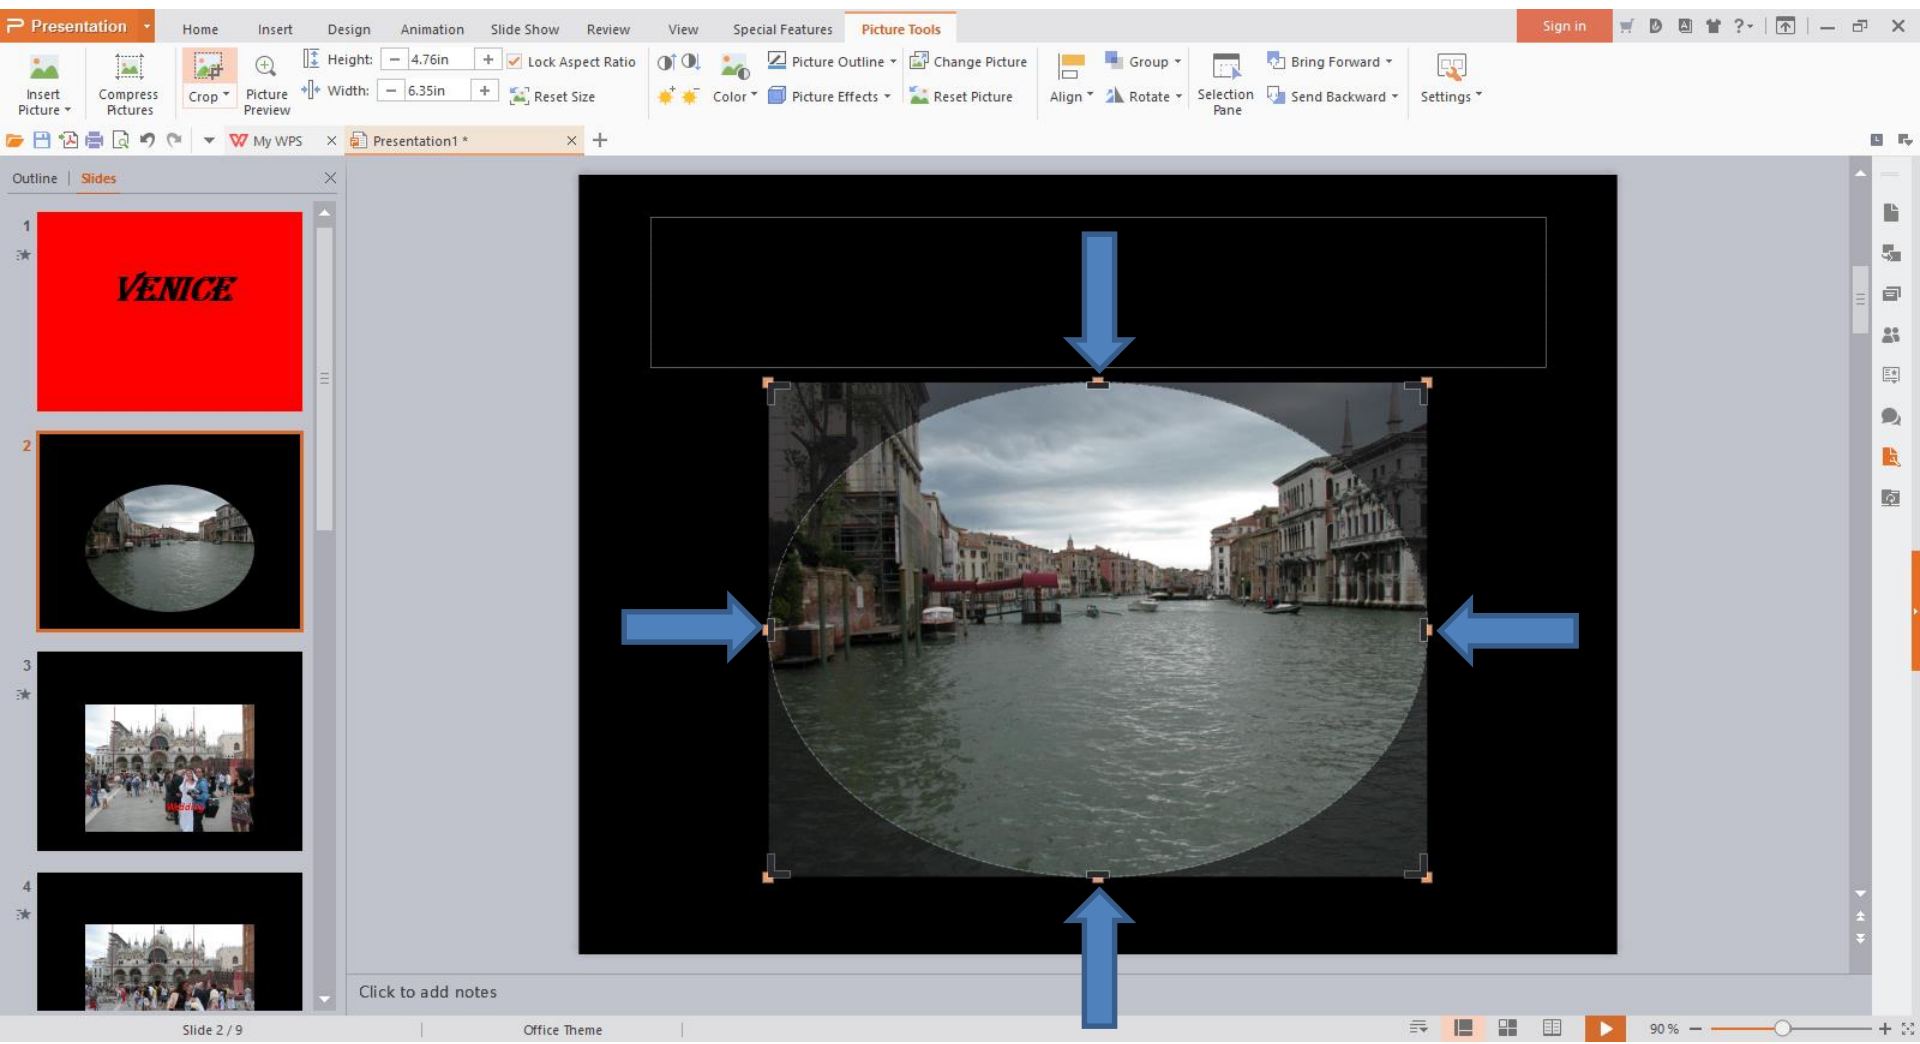 Presentation
Home Insert Design Animation Slide Show Review View Special Features Picture Tools
Sign in
Insert Picture
Compress Pictures
Crop
Picture Preview
Height: 4.76in
Width: 6.35in
Lock Aspect Ratio
Reset Size
Color
Picture Outline
Picture Effects
Change Picture
Reset Picture
Align
Group
Rotate
Selection Pane
Bring Forward
Send Backward
Settings
My WPS
Presentation1 *
Outline | Slides
1
VENICE
2
3
Wedding
4
Click to add notes
Slide 2 / 9
Office Theme
90 %